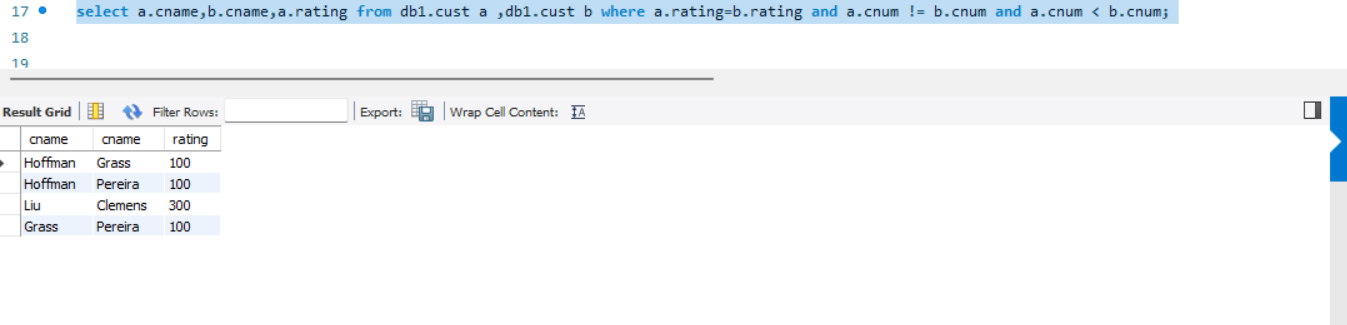 17 select a.cname,b.cname,a.rating from db1.cust a ,db1.cust b where a.rating=b.rating and a.cnum != b.cnum and a.cnum < b.cnum;
18
19
Result Grid Filter Rows: Export: Wrap Cell Content: IA
cname cname rating
Hoffman Grass 100
Hoffman Pereira 100
Liu Clemens 300
Grass Pereira 100